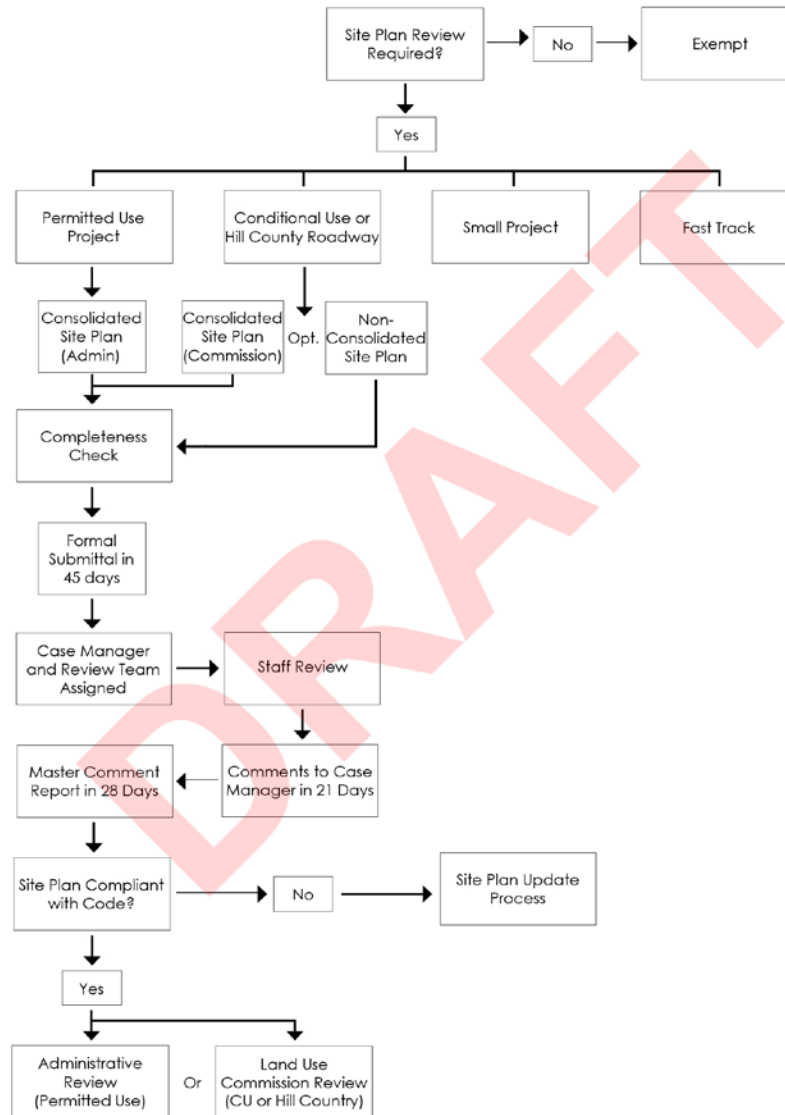 Site Plan Review
Required?
No
Exempt
Yes
Permitted Use
Project
Conditional Use or
Hill County Roadway
Small Project
Fast Track
Consolidated
Site Plan
(Admin)
Consolidated
Site Plan
(Commission)
Opt.
Non-
Consolidated
Site Plan
Completeness
Check
Formal
Submittal in
45 days
Case Manager
and Review Team
Assigned
Staff Review
Master Comment
Report in 28 Days
Comments to Case
Manager in 21 Days
Site Plan Compliant
with Code?
No
Site Plan Update
Process
Yes
Administrative
Review
(Permitted Use)
Or
Land Use
Commission Review
(CU or Hill Country)
DRAFT